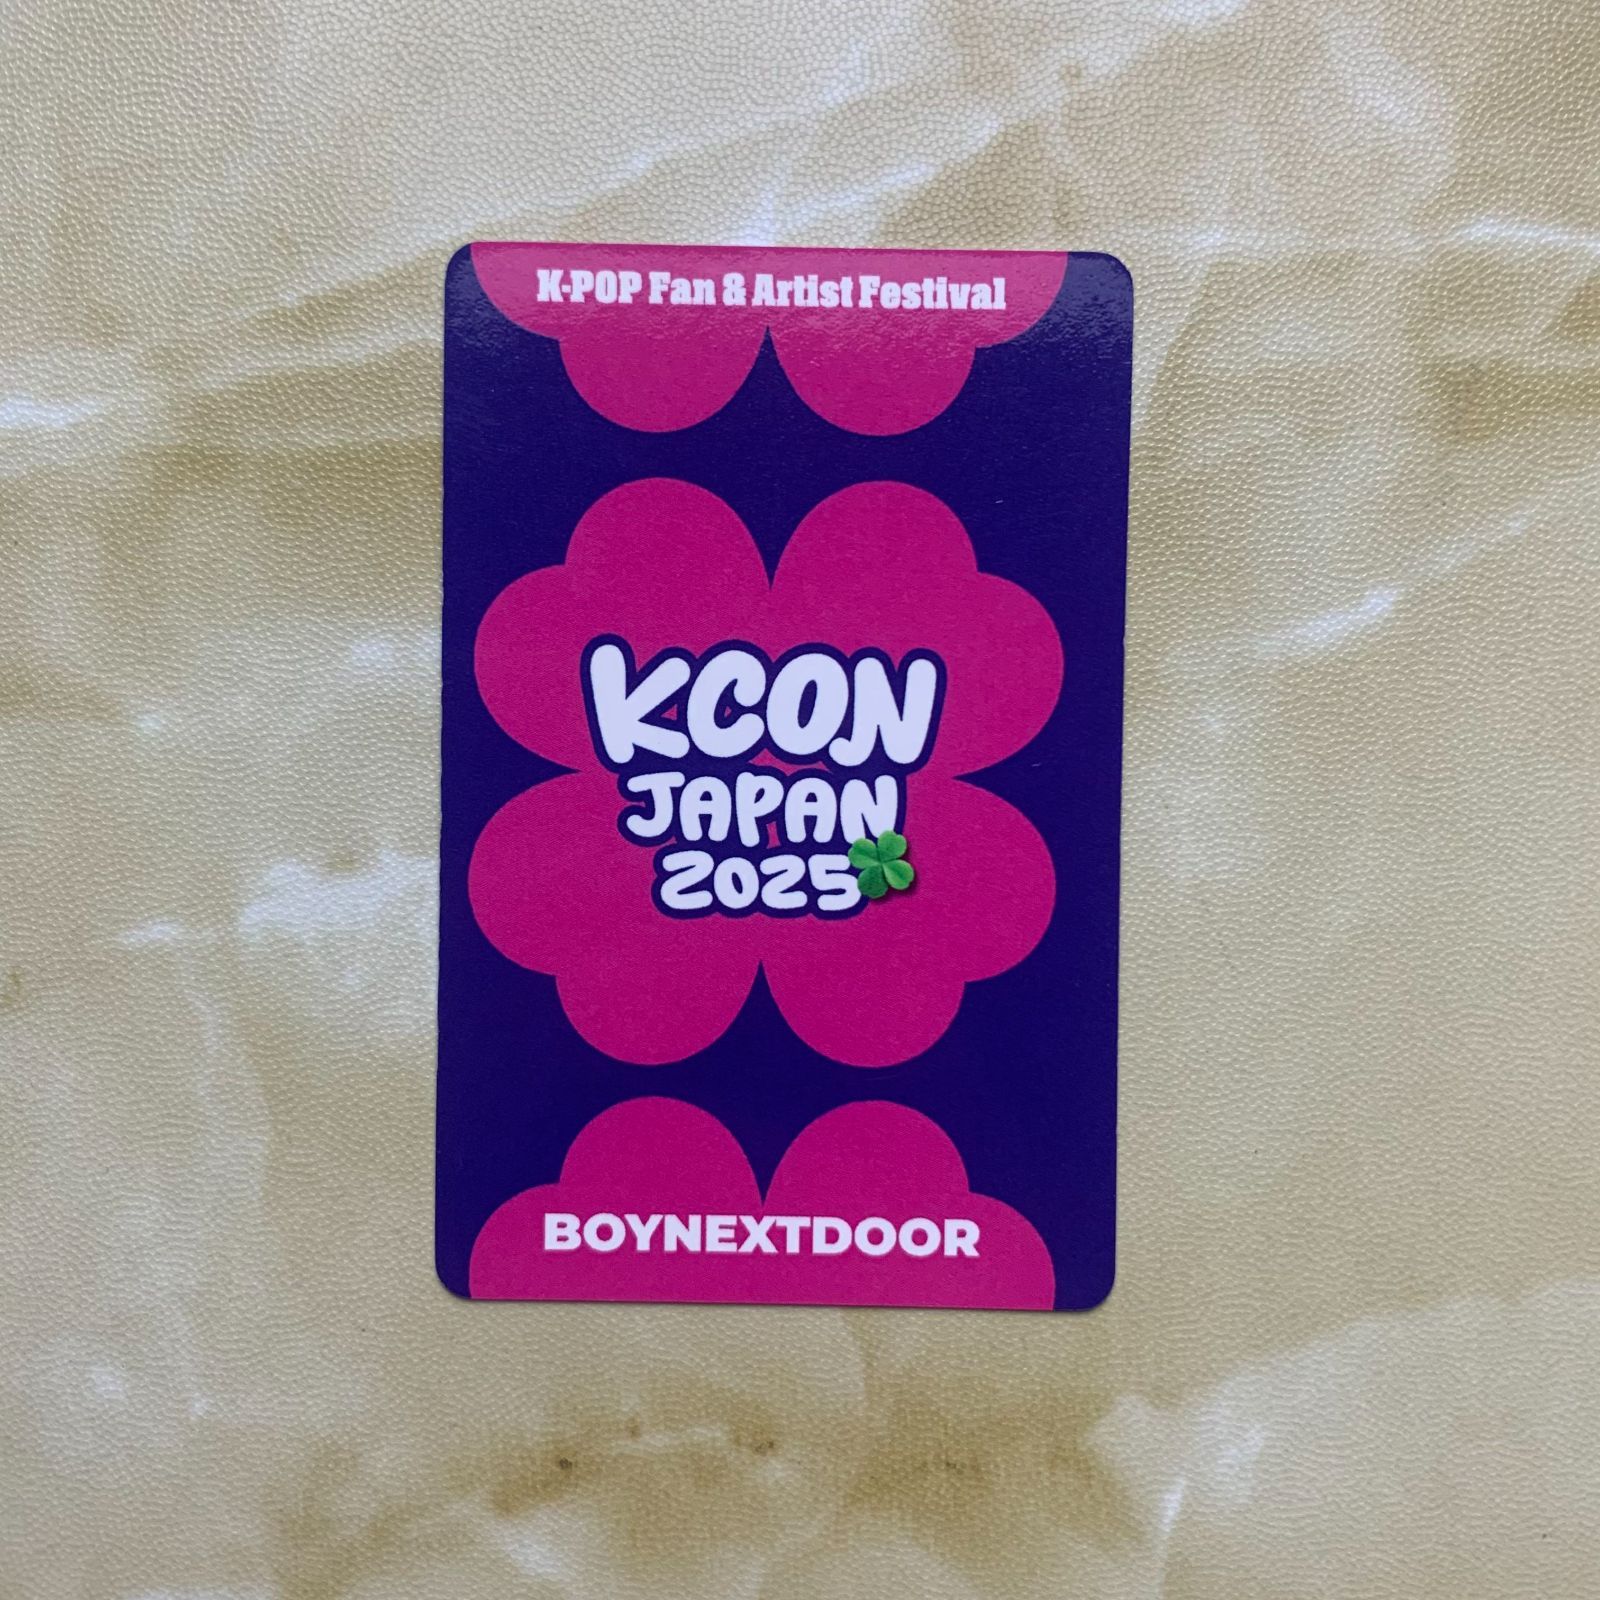 K-POP Fan & Artist Festival
KCON
JAPAN
2025
BOYNEXTDOOR